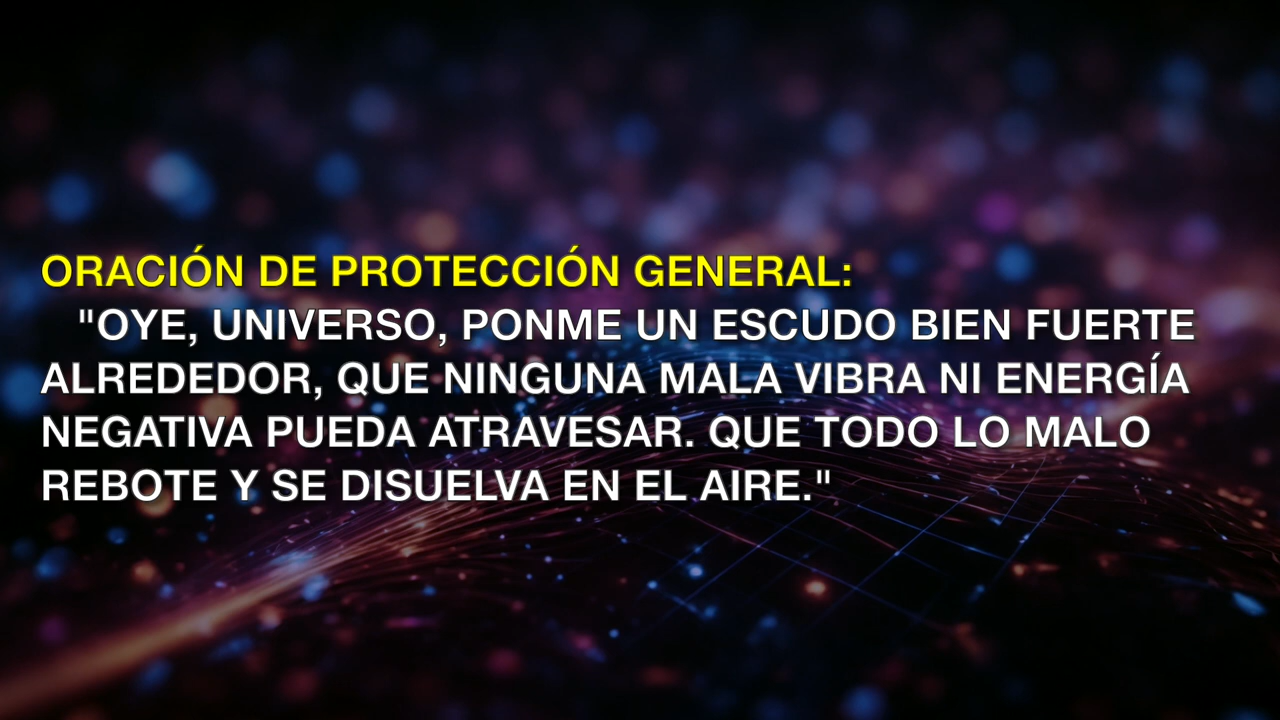 ORACIÓN DE PROTECCIÓN GENERAL:
"OYE, UNIVERSO, PONME UN ESCUDO BIEN FUERTE
ALREDEDOR, QUE NINGUNA MALA VIBRA NI ENERGÍA
NEGATIVA PUEDA ATRAVESAR. QUE TODO LO MALO
REBOTE Y SE DISUELVA EN EL AIRE."